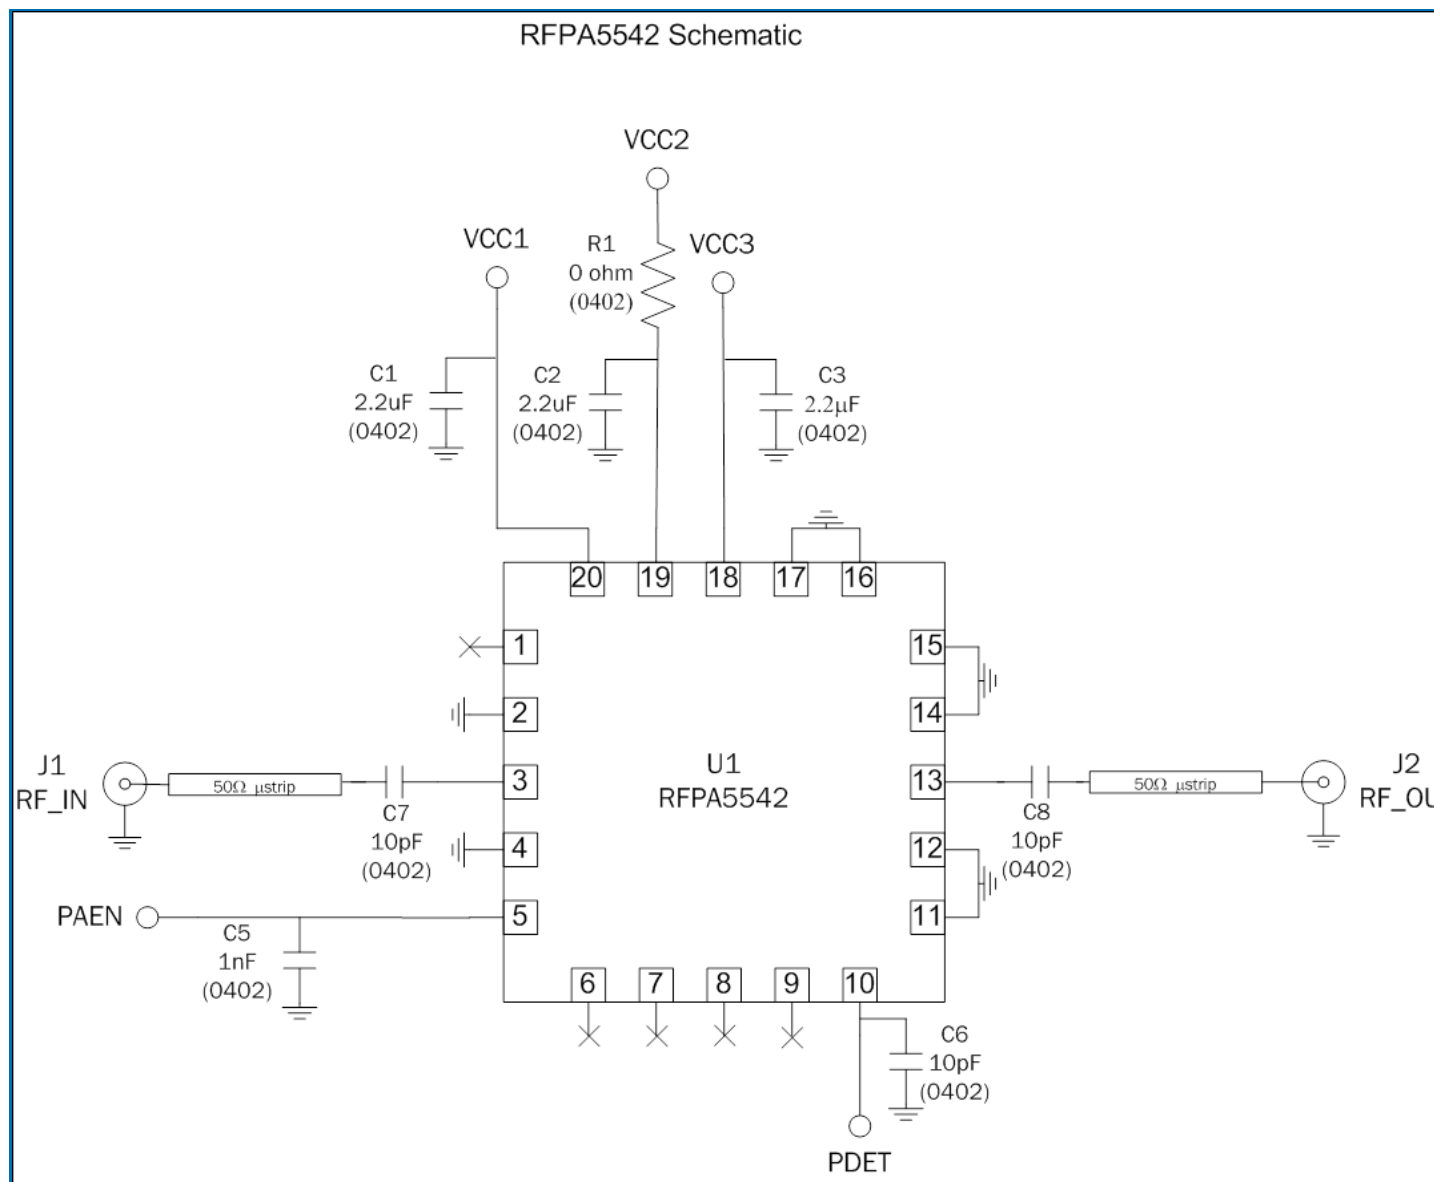 RFPA5542 Schematic
VCC2
VCC1
R1
0 ohm
(0402)
VCC3
C1
2.2uF
(0402)
C2
2.2uF
(0402)
C3
2.2µF
(0402)
20
19
18
17
16
1
2
3
4
5
15
14
13
12
11
6
7
8
9
10
U1
RFPA5542
J1
RF_IN
50Ω µstrip
C7
10pF
(0402)
PAEN
C5
1nF
(0402)
C8
10pF
(0402)
50Ω µstrip
J2
RF_OU
C6
10pF
(0402)
PDET